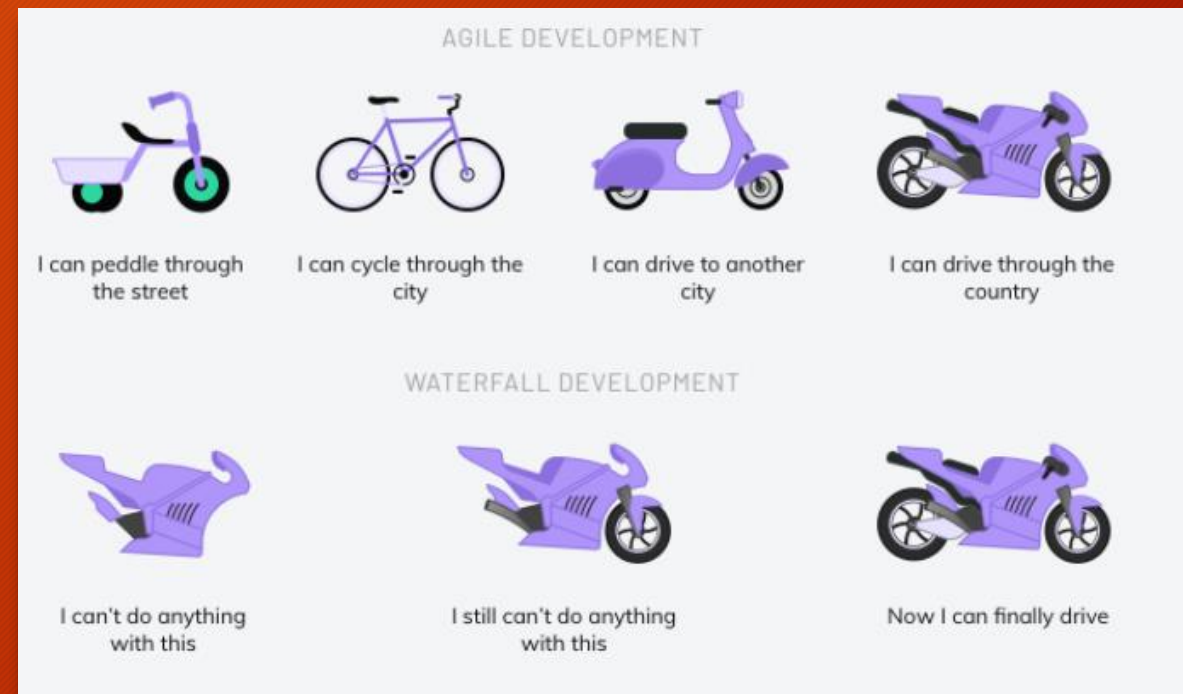 AGILE DEVELOPMENT
I can peddle through
the street
I can cycle through the
city
I can drive to another
city
I can drive through the
country
WATERFALL DEVELOPMENT
I can't do anything
with this
I still can't do anything
with this
Now I can finally drive